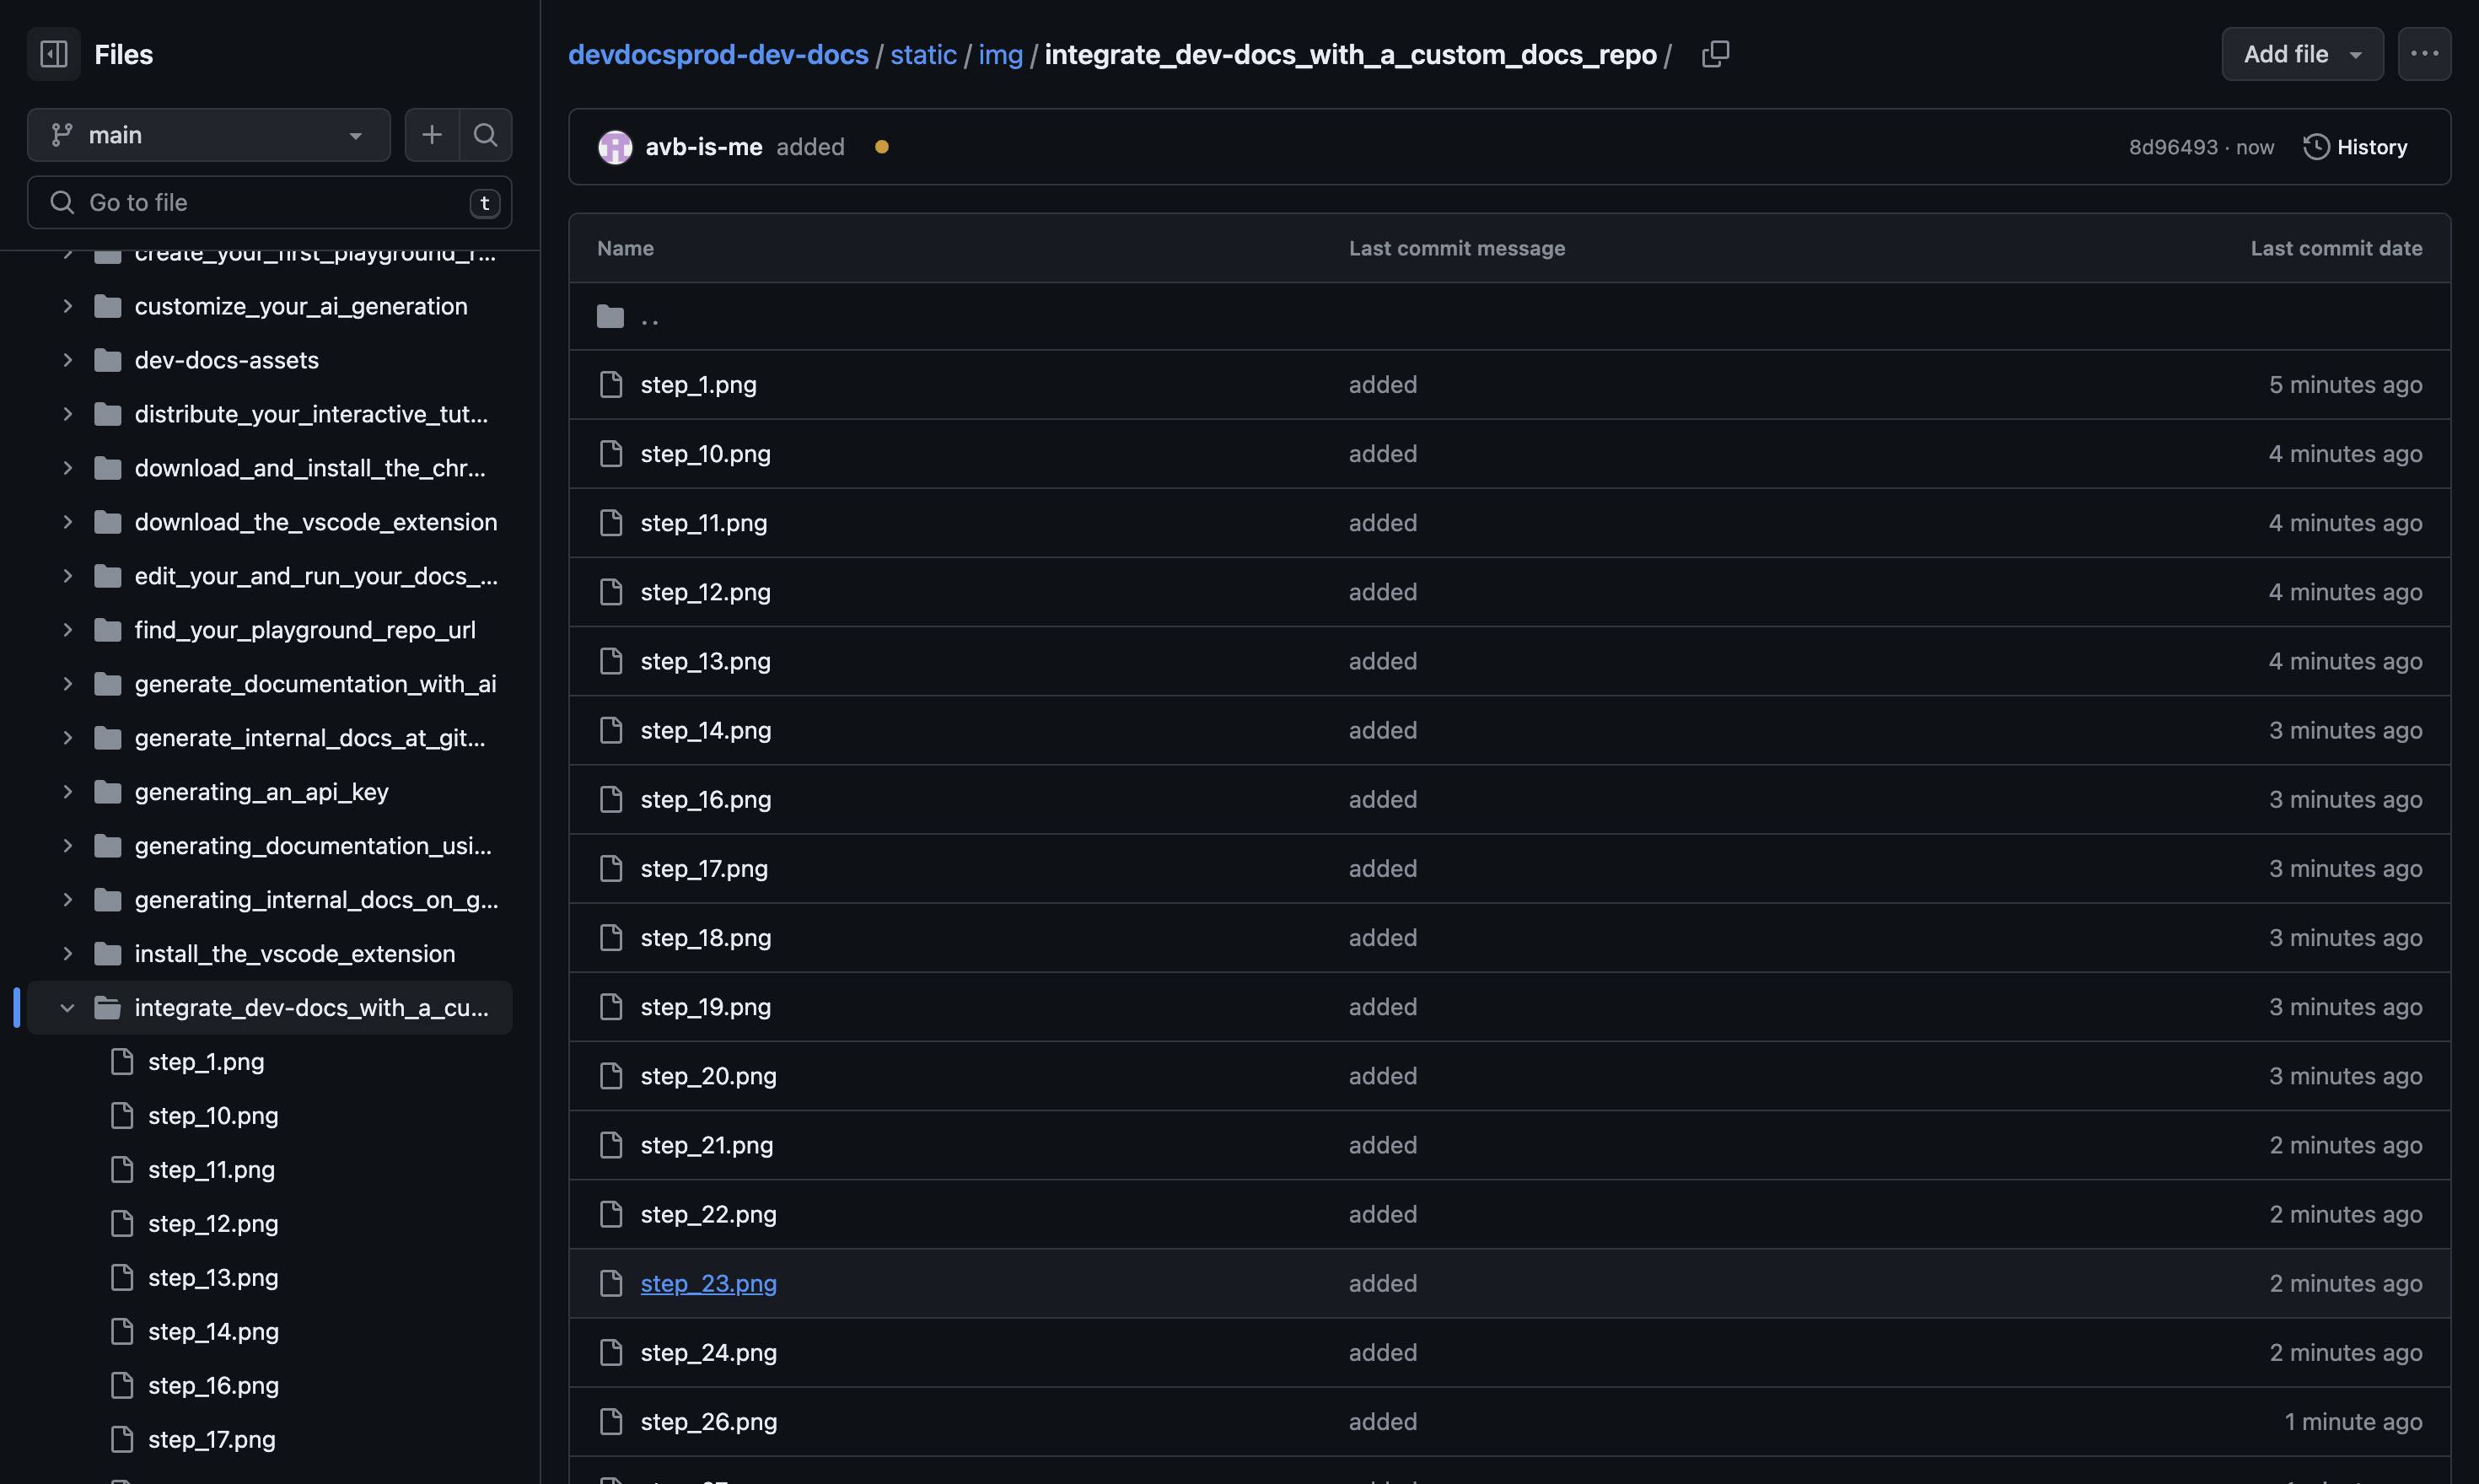 Files
main
Go to file
t
create_your_first_playground_r...
customize_your_ai_generation
dev-docs-assets
distribute_your_interactive_tut...
download_and_install_the_chr...
download_the_vscode_extension
edit_your_and_run_your_docs_...
find_your_playground_repo_url
generate_documentation_with_ai
generate_internal_docs_at_git...
generating_an_api_key
generating_documentation_usi...
generating_internal_docs_on_g...
install_the_vscode_extension
integrate_dev-docs_with_a_cu...
step_1.png
step_10.png
step_11.png
step_12.png
step_13.png
step_14.png
step_16.png
step_17.png
devdocsprod-dev-docs / static / img / integrate_dev-docs_with_a_custom_docs_repo /
Add file
avb-is-me added
8d96493 · now
History
Name Last commit message Last commit date
..
step_1.png added 5 minutes ago
step_10.png added 4 minutes ago
step_11.png added 4 minutes ago
step_12.png added 4 minutes ago
step_13.png added 4 minutes ago
step_14.png added 3 minutes ago
step_16.png added 3 minutes ago
step_17.png added 3 minutes ago
step_18.png added 3 minutes ago
step_19.png added 3 minutes ago
step_20.png added 3 minutes ago
step_21.png added 2 minutes ago
step_22.png added 2 minutes ago
step_23.png added 2 minutes ago
step_24.png added 2 minutes ago
step_26.png added 1 minute ago